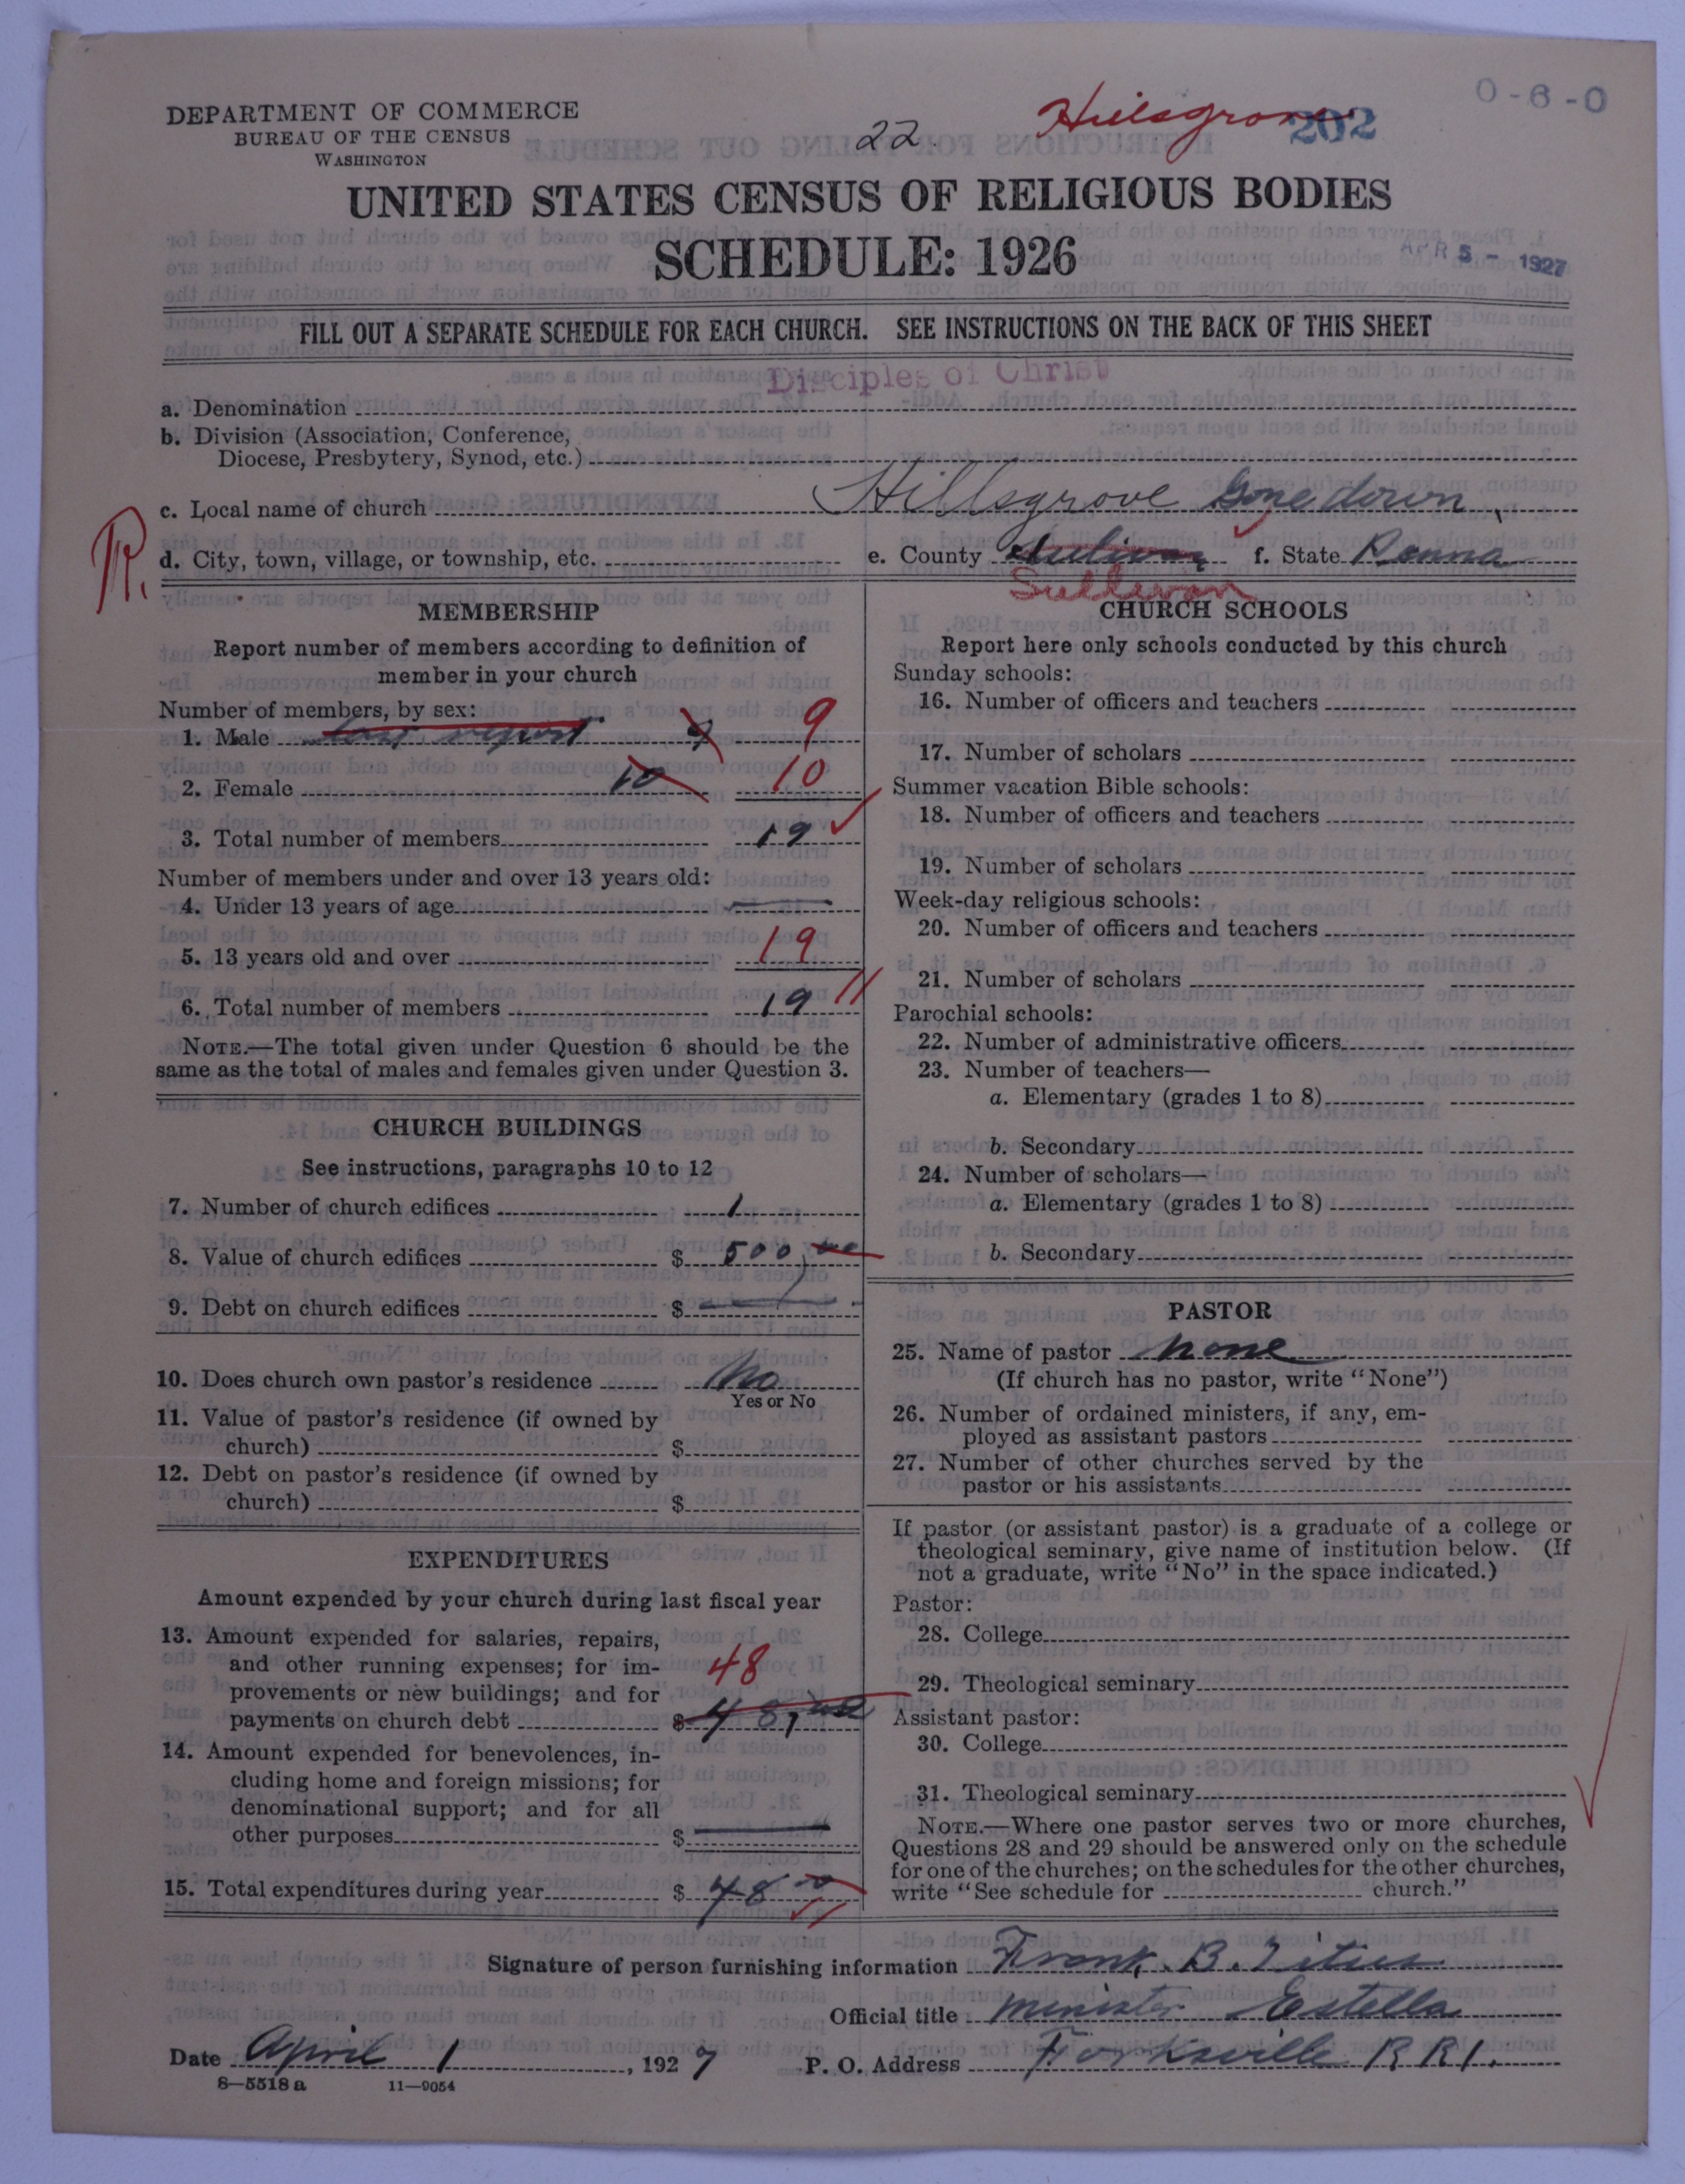 0-6-0
DEPARTMENT OF COMMERCE
BUREAU OF THE CENSUS
WASHINGTON
22
Hillsgrove
202
UNITED STATES CENSUS OF RELIGIOUS BODIES
SCHEDULE: 1926
APR 5 - 1927
FILL OUT A SEPARATE SCHEDULE FOR EACH CHURCH. SEE INSTRUCTIONS ON THE BACK OF THIS SHEET
Disciples of Christ
a. Denomination
b. Division (Association, Conference,
Diocese, Presbytery, Synod, etc.)
c. Local name of church Hillsgrove Gone down
R.
d. City, town, village, or township, etc. e. County f. State Penna
Sullivan
MEMBERSHIP
Report number of members according to definition of
member in your church
Number of members, by sex:
1. Male last report 9 9
2. Female 10 10
3. Total number of members 19
Number of members under and over 13 years old:
4. Under 13 years of age
5. 13 years old and over 19
6. Total number of members 19
NOTE.—The total given under Question 6 should be the
same as the total of males and females given under Question 3.
CHURCH BUILDINGS
See instructions, paragraphs 10 to 12
7. Number of church edifices 1
8. Value of church edifices $ 500.00
9. Debt on church edifices $
10. Does church own pastor's residence No
Yes or No
11. Value of pastor's residence (if owned by
church) $
12. Debt on pastor's residence (if owned by
church) $
EXPENDITURES
Amount expended by your church during last fiscal year
13. Amount expended for salaries, repairs,
and other running expenses; for im-
provements or new buildings; and for
payments on church debt $ 48
48
14. Amount expended for benevolences, in-
cluding home and foreign missions; for
denominational support; and for all
other purposes $
15. Total expenditures during year $ 48
CHURCH SCHOOLS
Report here only schools conducted by this church
Sunday schools:
16. Number of officers and teachers
17. Number of scholars
Summer vacation Bible schools:
18. Number of officers and teachers
19. Number of scholars
Week-day religious schools:
20. Number of officers and teachers
21. Number of scholars
Parochial schools:
22. Number of administrative officers
23. Number of teachers—
a. Elementary (grades 1 to 8)
b. Secondary
24. Number of scholars—
a. Elementary (grades 1 to 8)
b. Secondary
PASTOR
25. Name of pastor None
(If church has no pastor, write "None")
26. Number of ordained ministers, if any, em-
ployed as assistant pastors
27. Number of other churches served by the
pastor or his assistants
If pastor (or assistant pastor) is a graduate of a college or
theological seminary, give name of institution below. (If
not a graduate, write "No" in the space indicated.)
Pastor:
28. College
29. Theological seminary
Assistant pastor:
30. College
31. Theological seminary
NOTE.—Where one pastor serves two or more churches,
Questions 28 and 29 should be answered only on the schedule
for one of the churches; on the schedules for the other churches,
write "See schedule for church."
Signature of person furnishing information Frank B.
Official title Minister Estella
Date April 1, 1927 P. O. Address Forksville RR1.
8—5518 a 11—9054